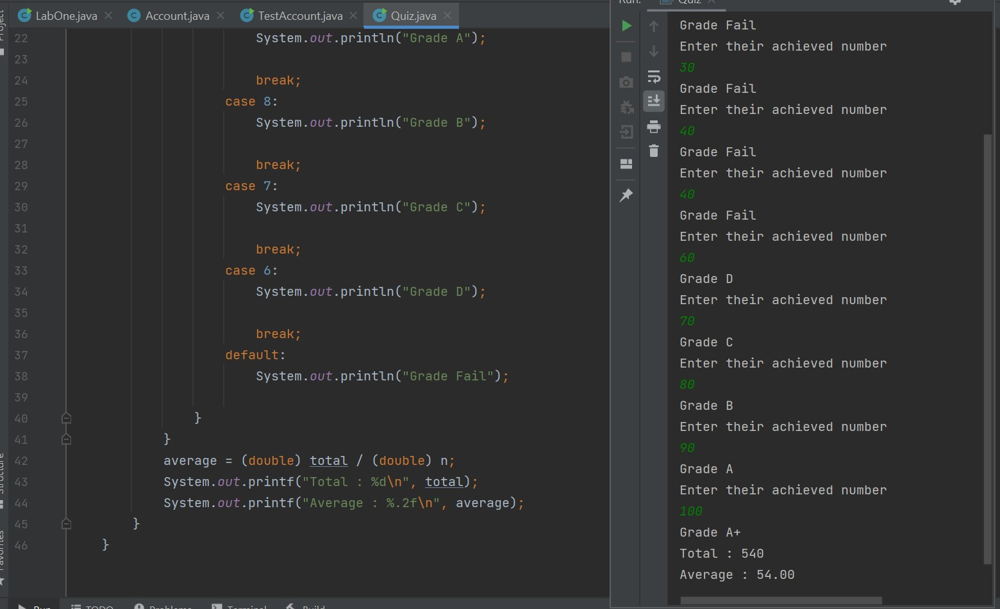 LabOne.java
Account.java
TestAccount.java
Quiz.java
22 System.out.println("Grade A");
23
24 break;
25 case 8:
26 System.out.println("Grade B");
27
28 break;
29 case 7:
30 System.out.println("Grade C");
31
32 break;
33 case 6:
34 System.out.println("Grade D");
35
36 break;
37 default:
38 System.out.println("Grade Fail");
39
40 }
41 }
42 average = (double) total / (double) n;
43 System.out.printf("Total : %d\n", total);
44 System.out.printf("Average : %.2f\n", average);
45 }
46 }
Structure
Favorites
Run
TODO
Problems
Terminal
Build
Run:
Quiz
Grade Fail
Enter their achieved number
30
Grade Fail
Enter their achieved number
40
Grade Fail
Enter their achieved number
40
Grade Fail
Enter their achieved number
60
Grade D
Enter their achieved number
70
Grade C
Enter their achieved number
80
Grade B
Enter their achieved number
90
Grade A
Enter their achieved number
100
Grade A+
Total : 540
Average : 54.00